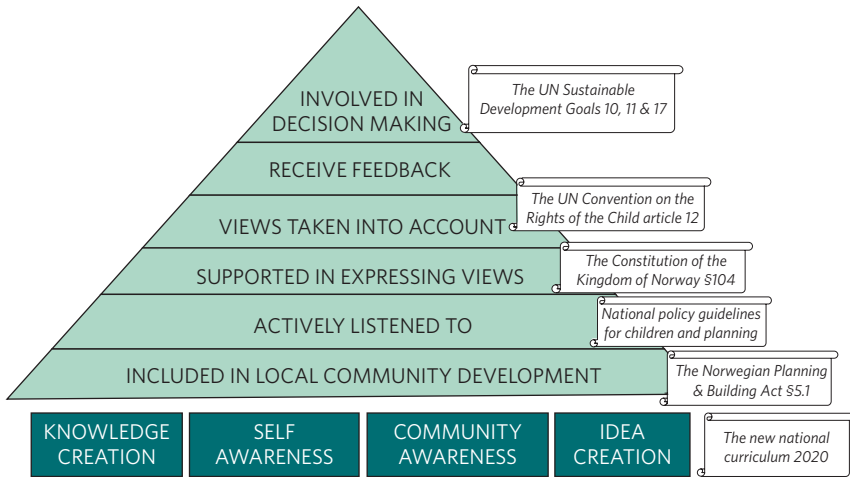 INVOLVED IN
DECISION MAKING
The UN Sustainable
Development Goals 10, 11 & 17
RECEIVE FEEDBACK
The UN Convention on the
Rights of the Child article 12
VIEWS TAKEN INTO ACCOUNT
The Constitution of the
Kingdom of Norway §104
SUPPORTED IN EXPRESSING VIEWS
National policy guidelines
for children and planning
ACTIVELY LISTENED TO
The Norwegian Planning
& Building Act §5.1
INCLUDED IN LOCAL COMMUNITY DEVELOPMENT
KNOWLEDGE
CREATION
SELF
AWARENESS
COMMUNITY
AWARENESS
IDEA
CREATION
The new national
curriculum 2020